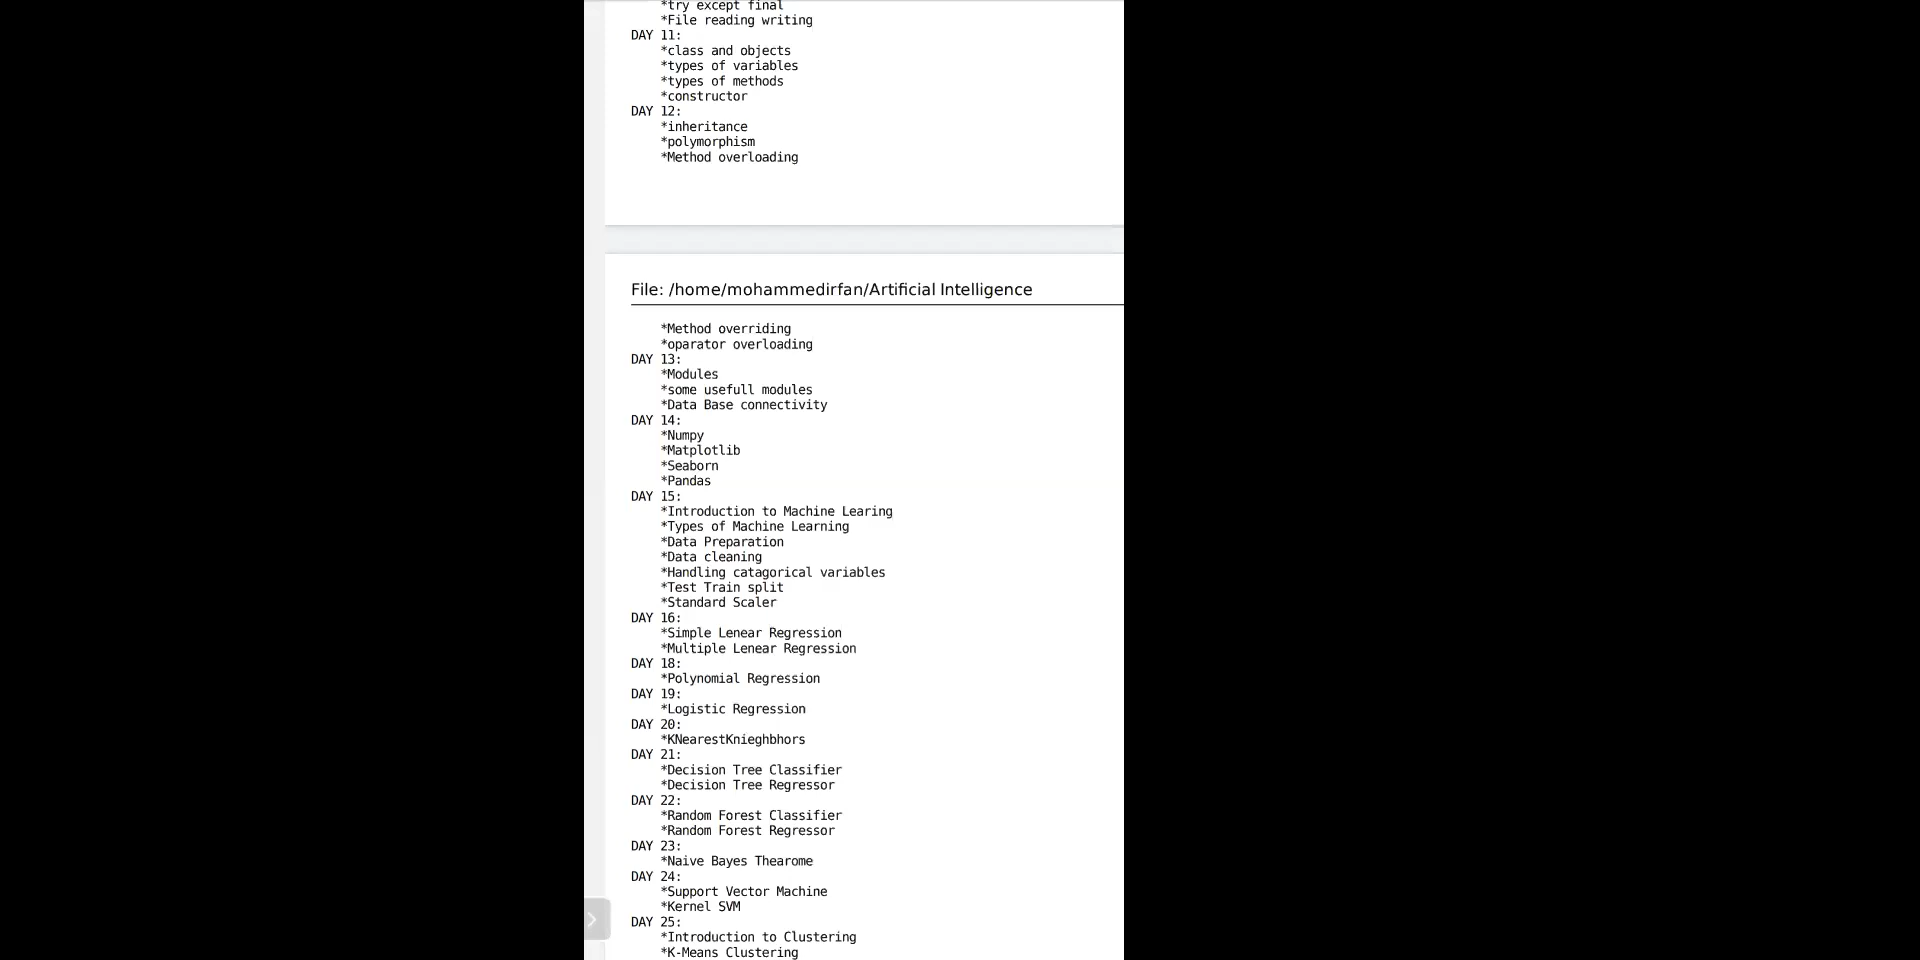 *try except final
*File reading writing
DAY 11:
*class and objects
*types of variables
*types of methods
*constructor
DAY 12:
*inheritance
*polymorphism
*Method overloading
File: /home/mohammedirfan/Artificial Intelligence
*Method overriding
*oparator overloading
DAY 13:
*Modules
*some usefull modules
*Data Base connectivity
DAY 14:
*Numpy
*Matplotlib
*Seaborn
*Pandas
DAY 15:
*Introduction to Machine Learing
*Types of Machine Learning
*Data Preparation
*Data cleaning
*Handling catagorical variables
*Test Train split
*Standard Scaler
DAY 16:
*Simple Lenear Regression
*Multiple Lenear Regression
DAY 18:
*Polynomial Regression
DAY 19:
*Logistic Regression
DAY 20:
*KNearestKnieghbhors
DAY 21:
*Decision Tree Classifier
*Decision Tree Regressor
DAY 22:
*Random Forest Classifier
*Random Forest Regressor
DAY 23:
*Naive Bayes Thearome
DAY 24:
*Support Vector Machine
*Kernel SVM
DAY 25:
*Introduction to Clustering
*K-Means Clustering